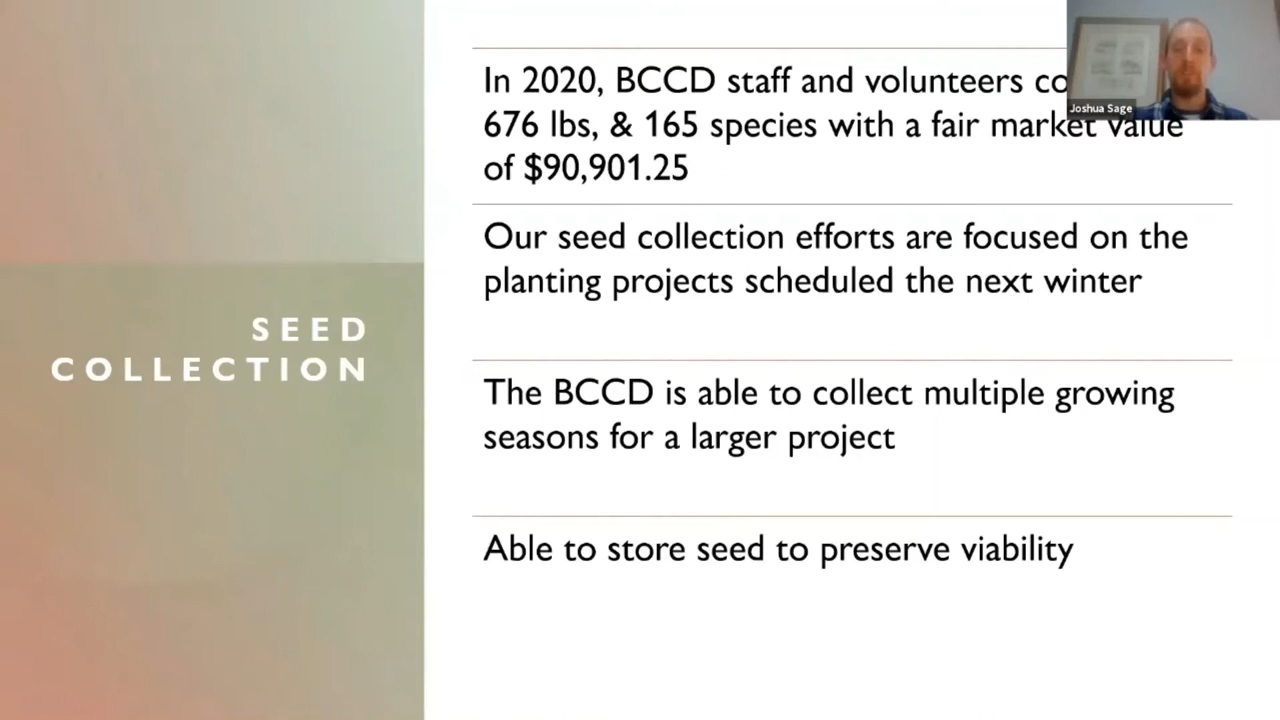 SEED
COLLECTION
In 2020, BCCD staff and volunteers
676 lbs, & 165 species with a fair market value
of $90,901.25
Our seed collection efforts are focused on the
planting projects scheduled the next winter
The BCCD is able to collect multiple growing
seasons for a larger project
Able to store seed to preserve viability
Joshua Sage